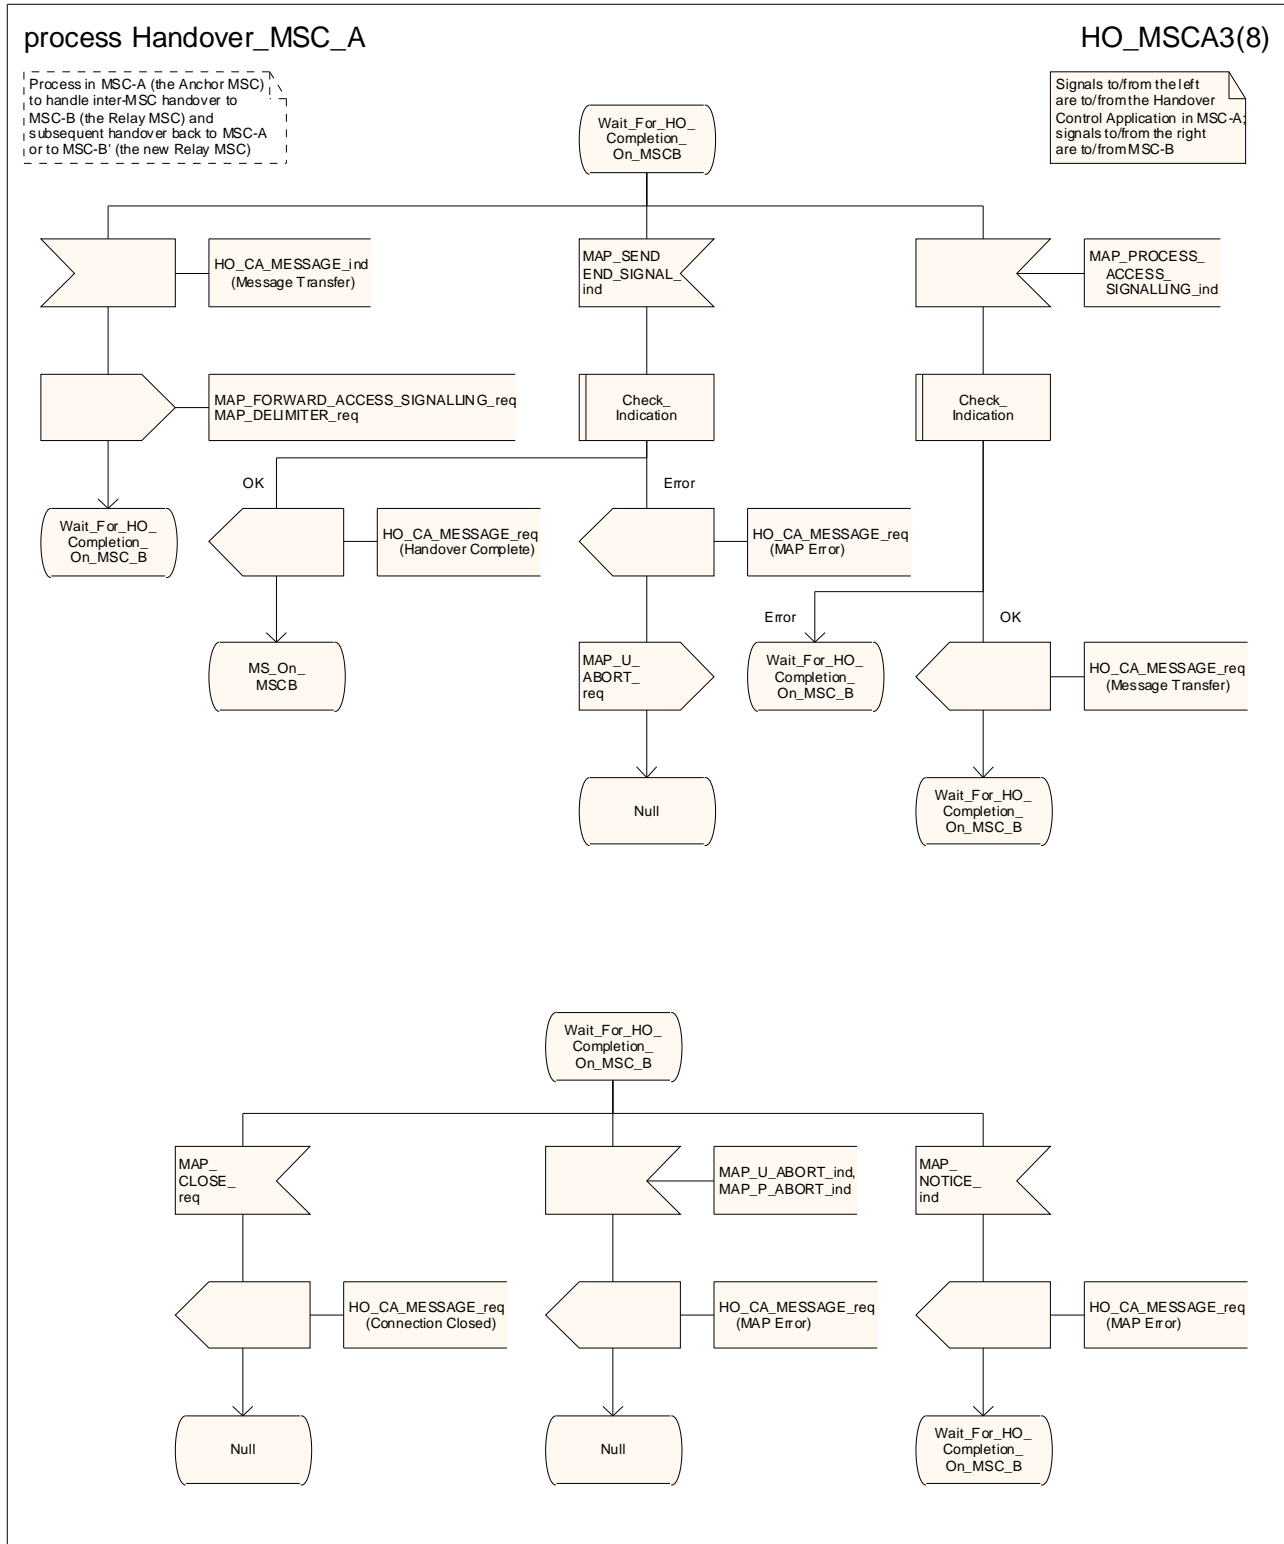 process Handover_MSC_A
HO_MSCA3(8)
Process in MSC-A (the Anchor MSC)
to handle inter-MSC handover to
MSC-B (the Relay MSC) and
subsequent handover back to MSC-A
or to MSC-B' (the new Relay MSC)
Signals to/from the left
are to/from the Handover
Control Application in MSC-A;
signals to/from the right
are to/from MSC-B
Wait_For_HO_
Completion_
On_MSCB
HO_CA_MESSAGE_ind
(Message Transfer)
MAP_SEND
END_SIGNAL_
ind
MAP_PROCESS_
ACCESS_
SIGNALLING_ind
MAP_FORWARD_ACCESS_SIGNALLING_req
MAP_DELIMITER_req
Check_
Indication
Check_
Indication
OK
Error
Wait_For_HO_
Completion_
On_MSC_B
HO_CA_MESSAGE_req
(Handover Complete)
HO_CA_MESSAGE_req
(MAP Error)
Error
OK
MS_On_
MSCB
MAP_U_
ABORT_
req
Wait_For_HO_
Completion_
On_MSC_B
HO_CA_MESSAGE_req
(Message Transfer)
Null
Wait_For_HO_
Completion_
On_MSC_B
Wait_For_HO_
Completion_
On_MSC_B
MAP_
CLOSE_
req
MAP_U_ABORT_ind,
MAP_P_ABORT_ind
MAP_
NOTICE_
ind
HO_CA_MESSAGE_req
(Connection Closed)
HO_CA_MESSAGE_req
(MAP Error)
HO_CA_MESSAGE_req
(MAP Error)
Null
Null
Wait_For_HO_
Completion_
On_MSC_B